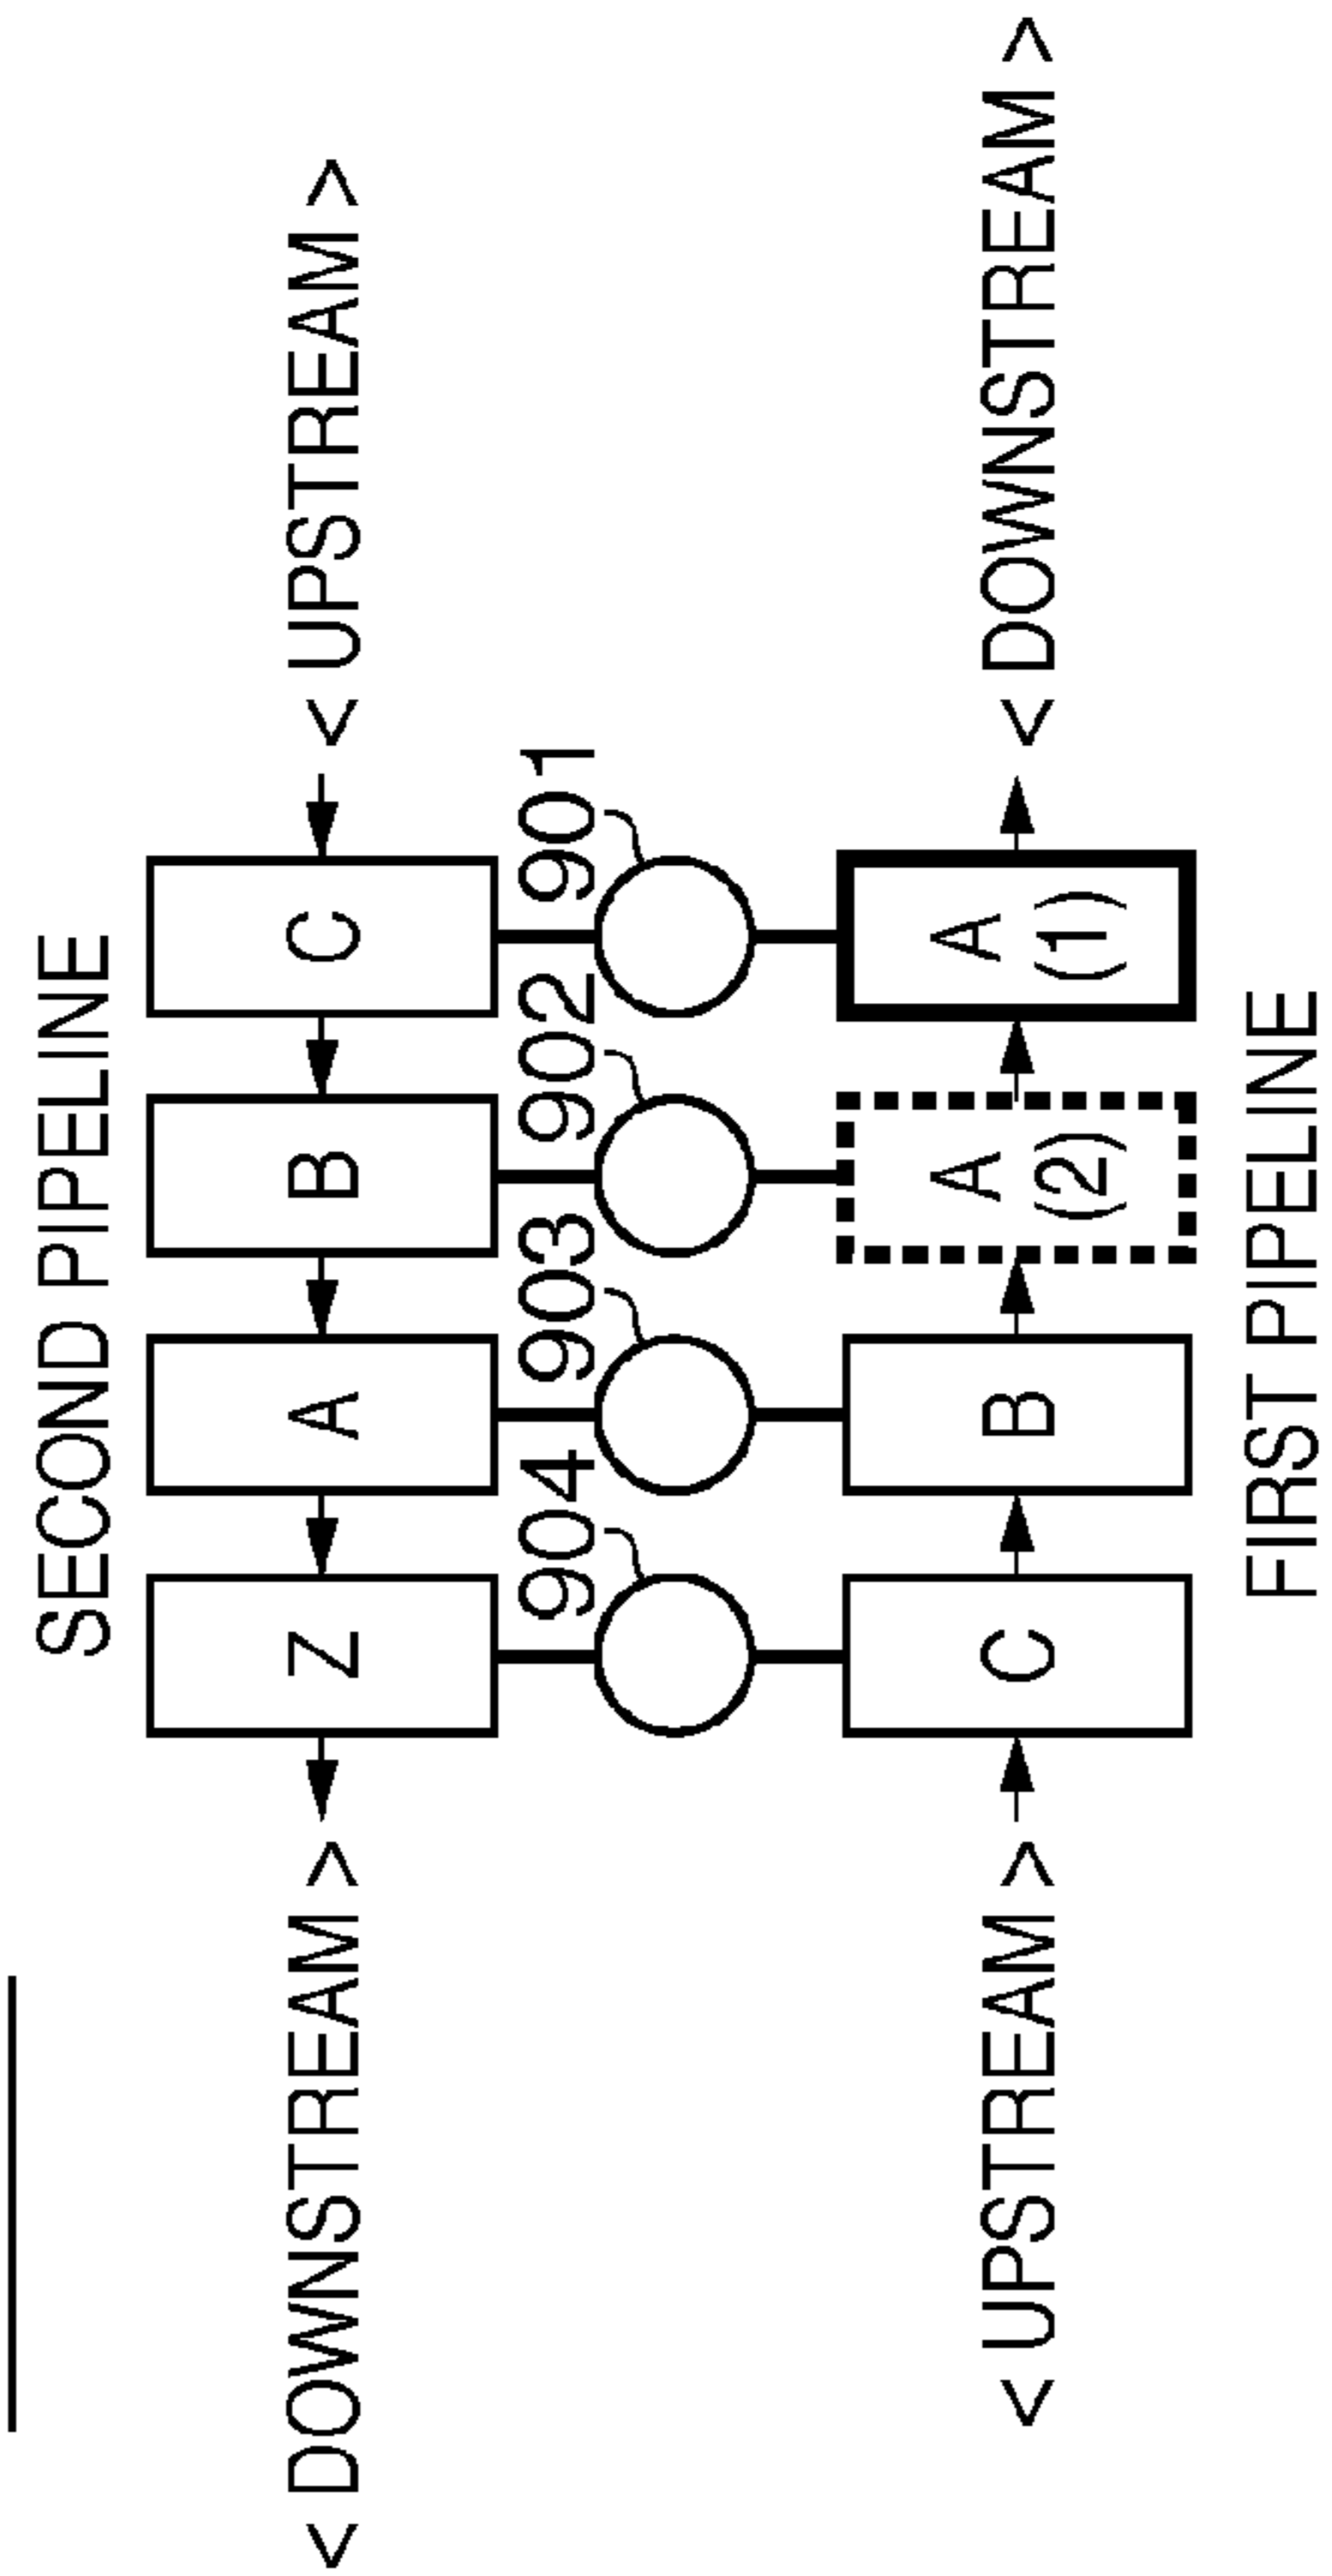 SECOND PIPELINE
< DOWNSTREAM > Z A B C < UPSTREAM >
904 903 902 901
< UPSTREAM > C B A (2) A (1) < DOWNSTREAM >
FIRST PIPELINE